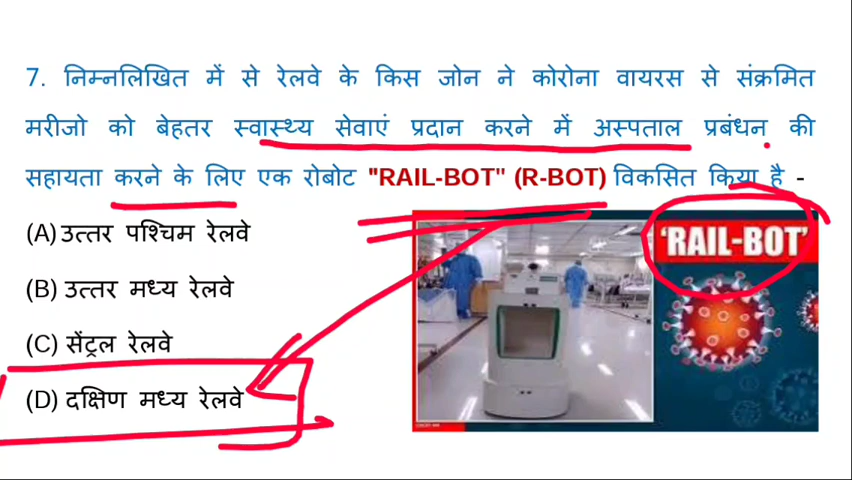 7. निम्नलिखित में से रेलवे के किस जोन ने कोरोना वायरस से संक्रमित
मरीजो को बेहतर स्वास्थ्य सेवाएं प्रदान करने में अस्पताल प्रबंधन की
सहायता करने के लिए एक रोबोट "RAIL-BOT" (R-BOT) विकसित किया है -
(A) उत्तर पश्चिम रेलवे
(B) उत्तर मध्य रेलवे
(C) सेंट्रल रेलवे
(D) दक्षिण मध्य रेलवे
'RAIL-BOT'